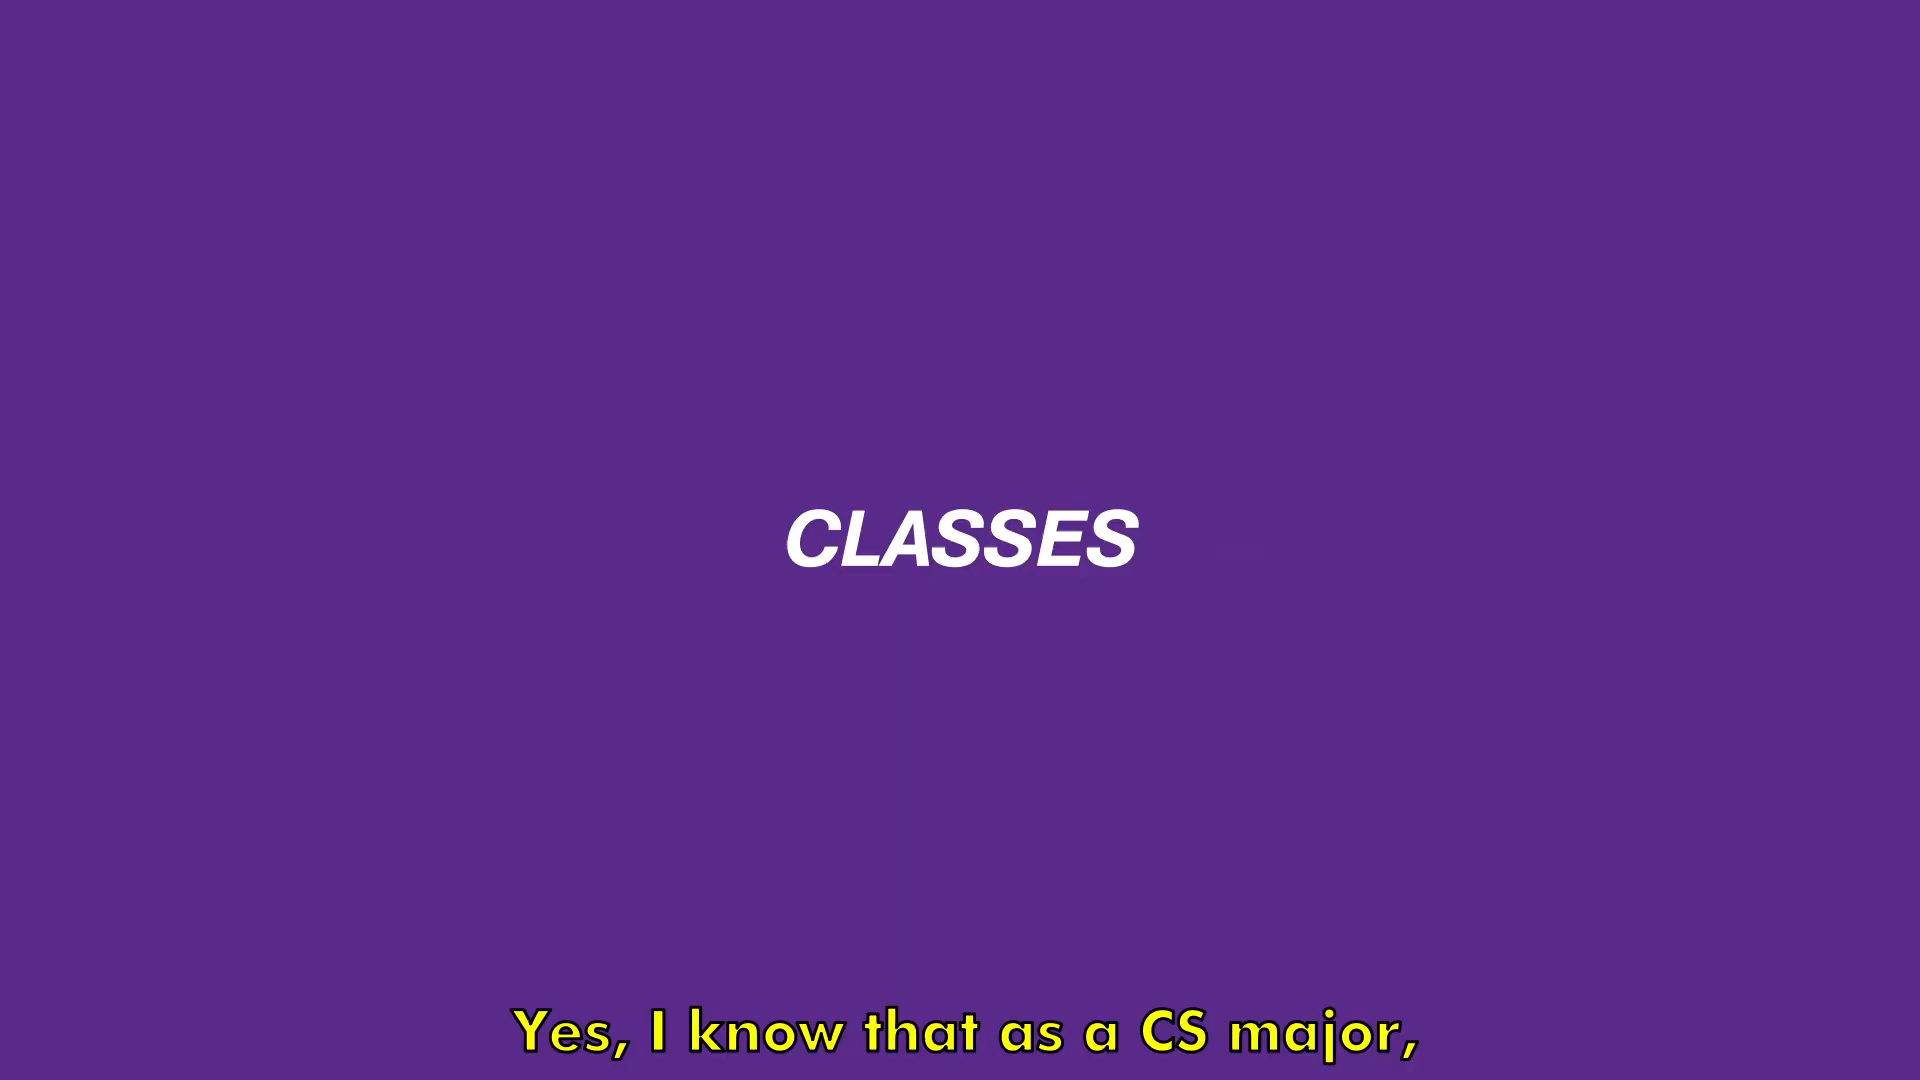 CLASSES
Yes, I know that as a CS major,